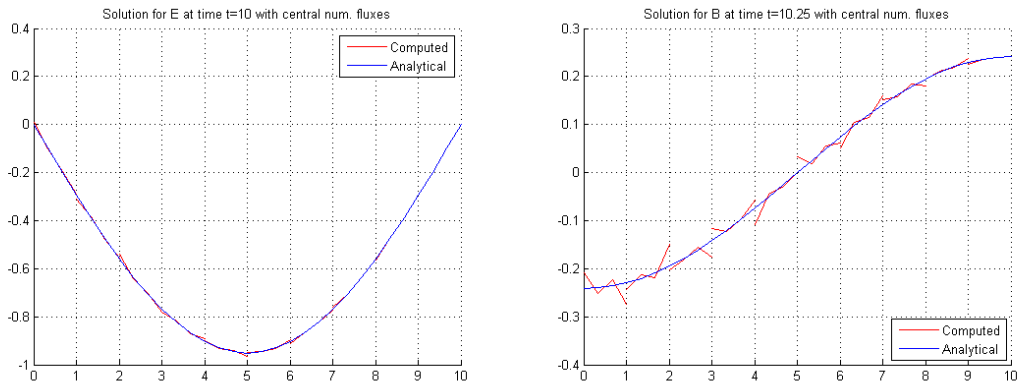 Solution for E at time t=10 with central num. fluxes
0.4
0.2
0
-0.2
-0.4
-0.6
-0.8
-1
0 1 2 3 4 5 6 7 8 9 10
Computed
Analytical
Solution for B at time t=10.25 with central num. fluxes
0.3
0.2
0.1
0
-0.1
-0.2
-0.3
-0.4
0 1 2 3 4 5 6 7 8 9 10
Computed
Analytical